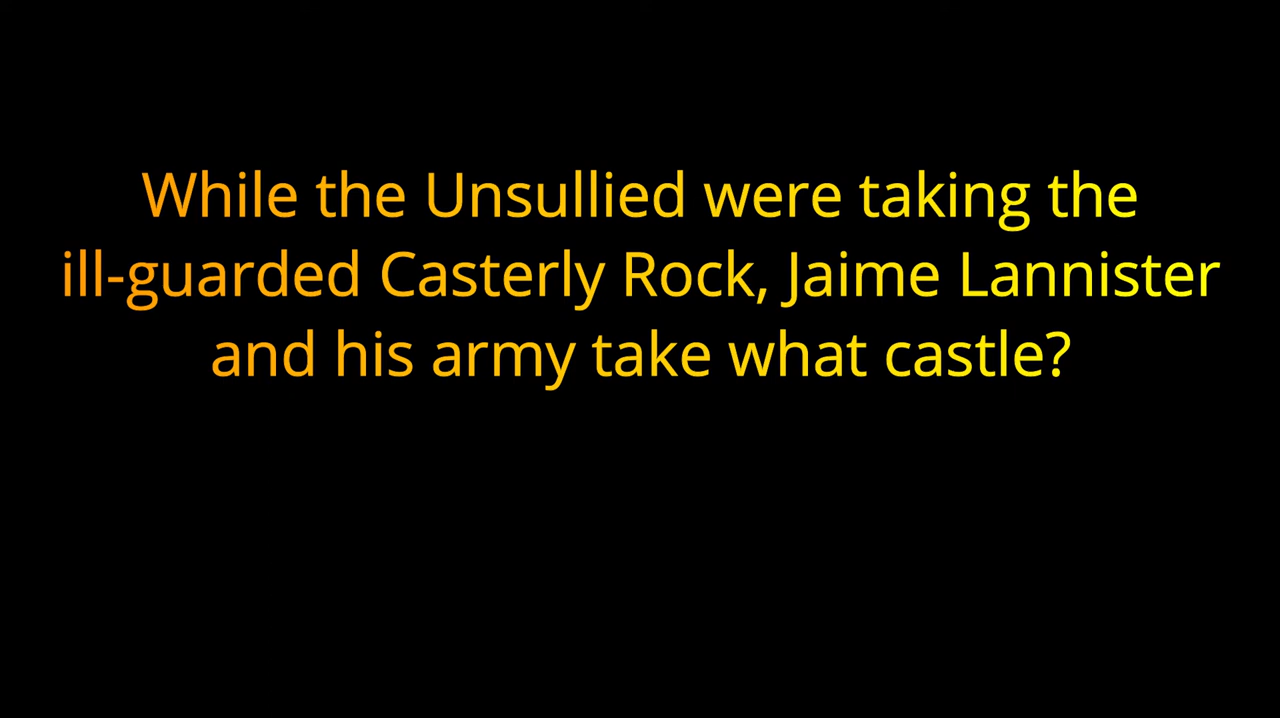 While the Unsullied were taking the
ill-guarded Casterly Rock, Jaime Lannister
and his army take what castle?